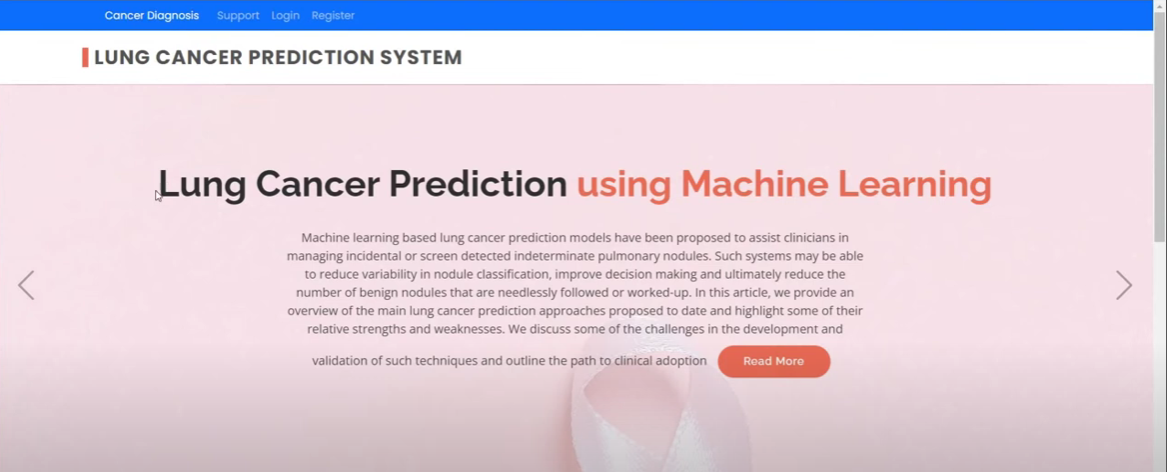 Cancer Diagnosis Support Login Register
LUNG CANCER PREDICTION SYSTEM
Lung Cancer Prediction using Machine Learning
Machine learning based lung cancer prediction models have been proposed to assist clinicians in
managing incidental or screen detected indeterminate pulmonary nodules. Such systems may be able
to reduce variability in nodule classification, improve decision making and ultimately reduce the
number of benign nodules that are needlessly followed or worked-up. In this article, we provide an
overview of the main lung cancer prediction approaches proposed to date and highlight some of their
relative strengths and weaknesses. We discuss some of the challenges in the development and
validation of such techniques and outline the path to clinical adoption Read More